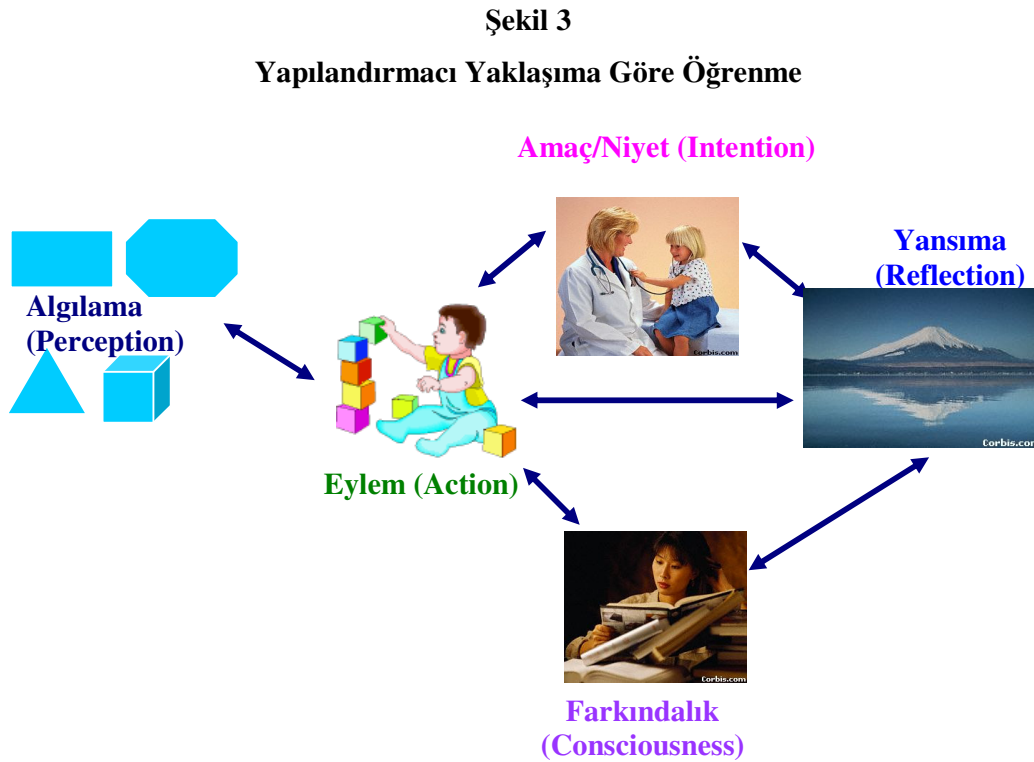 Şekil 3
Yapılandırmacı Yaklaşıma Göre Öğrenme
Amaç/Niyet (Intention)
Yansıma
(Reflection)
Algılama
(Perception)
Corbis.com
Corbis.com
Eylem (Action)
Corbis.com
Farkındalık
(Consciousness)